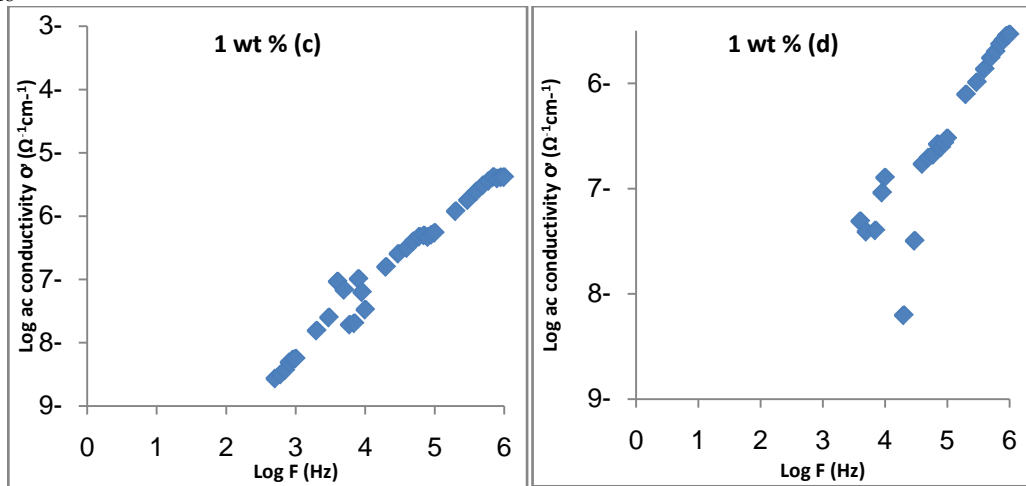 1 wt % (c)
3-
4-
5-
6-
7-
8-
9-
Log ac conductivity σ, (Ω⁻¹cm-¹)
0 1 2 3 4 5 6
Log F (Hz)
1 wt % (d)
6-
7-
8-
9-
Log ac conductivity σ, (Ω⁻¹cm-¹)
0 1 2 3 4 5 6
Log F (Hz)